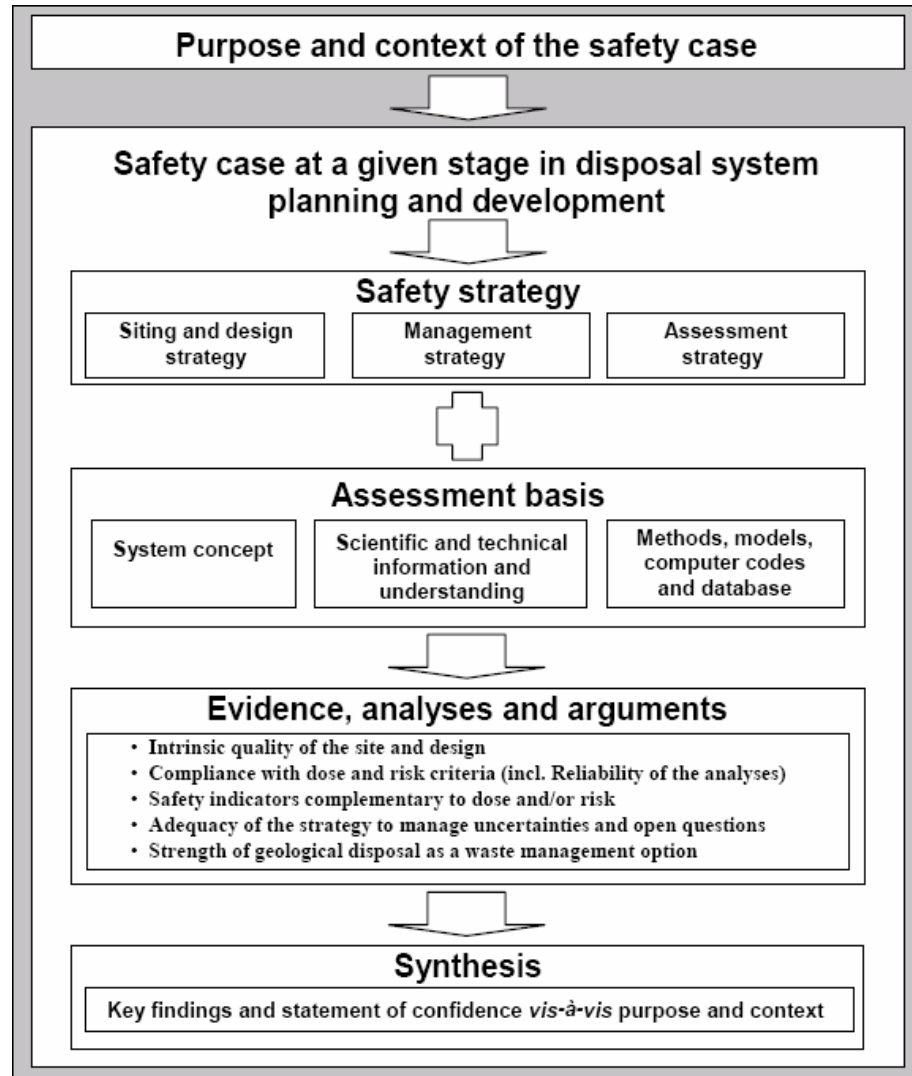 Purpose and context of the safety case
Safety case at a given stage in disposal system
planning and development
Safety strategy
Siting and design
strategy
Management
strategy
Assessment
strategy
Assessment basis
System concept
Scientific and technical
information and
understanding
Methods, models,
computer codes
and database
Evidence, analyses and arguments
• Intrinsic quality of the site and design
• Compliance with dose and risk criteria (incl. Reliability of the analyses)
• Safety indicators complementary to dose and/or risk
• Adequacy of the strategy to manage uncertainties and open questions
• Strength of geological disposal as a waste management option
Synthesis
Key findings and statement of confidence vis-à-vis purpose and context